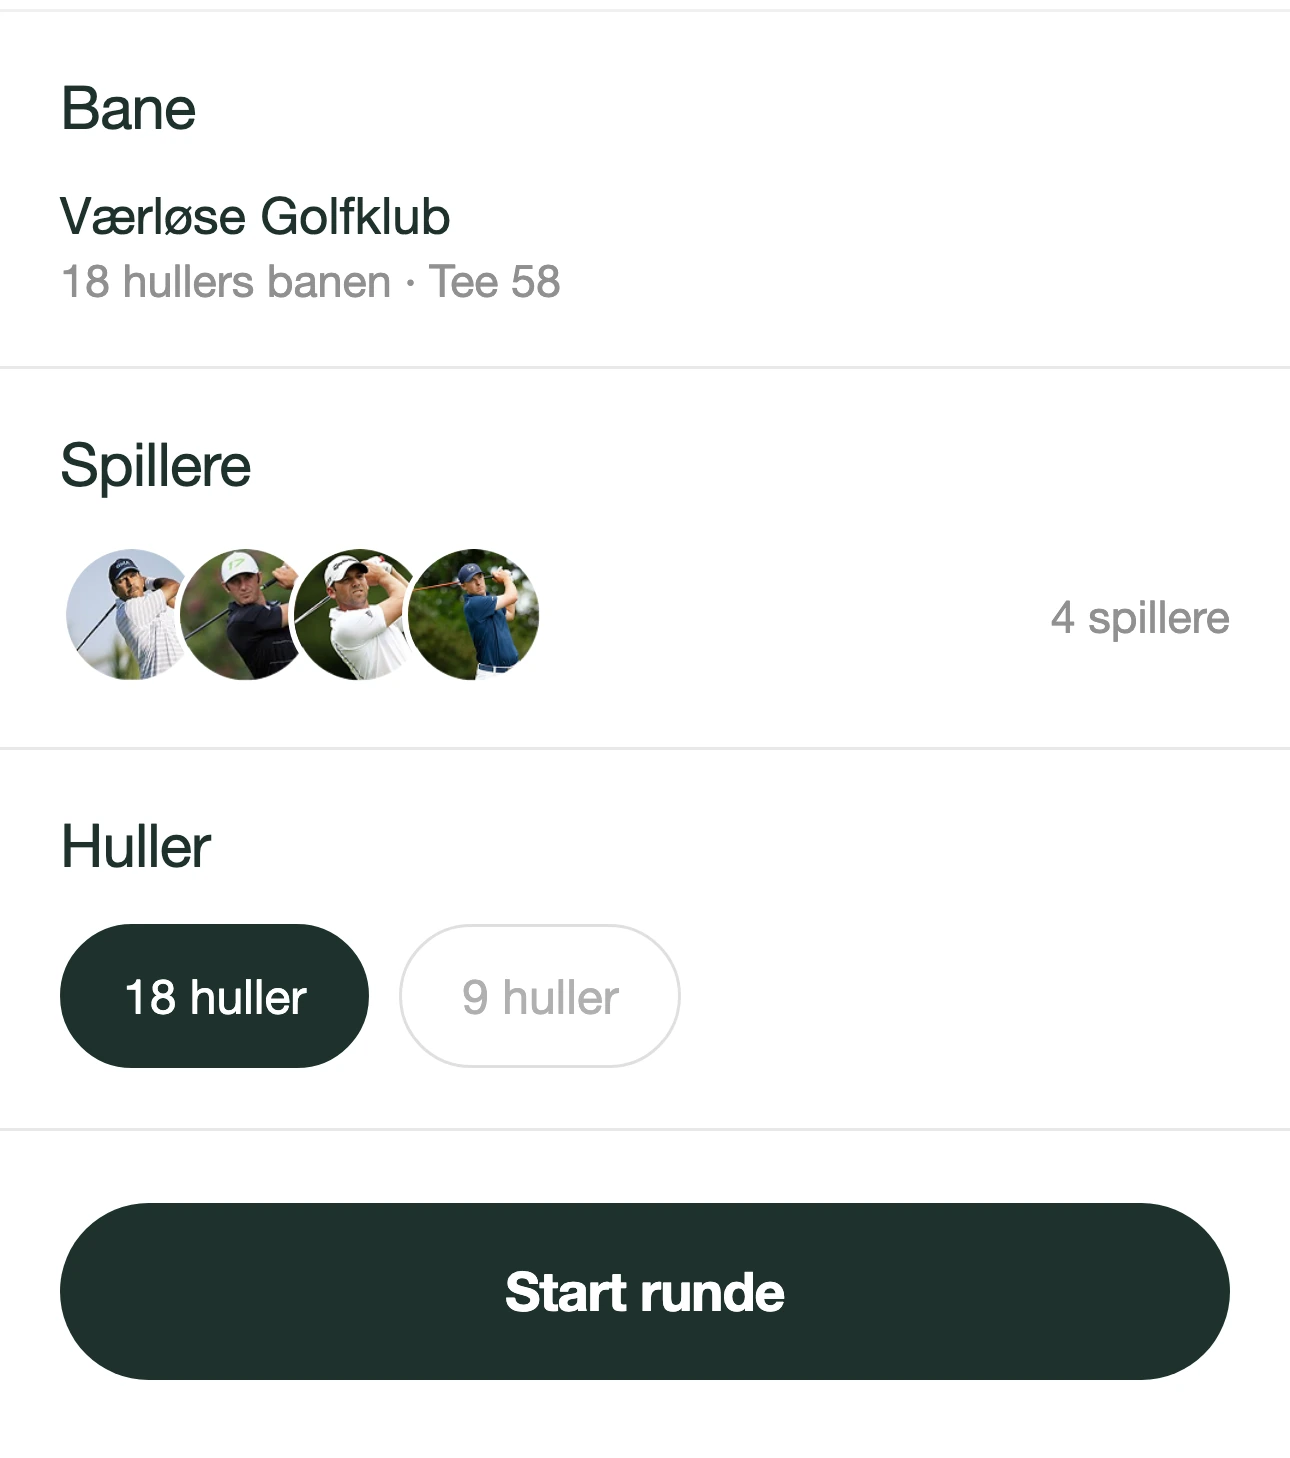 Bane
Værløse Golfklub
18 hullers banen · Tee 58
Spillere
4 spillere
Huller
18 huller
9 huller
Start runde